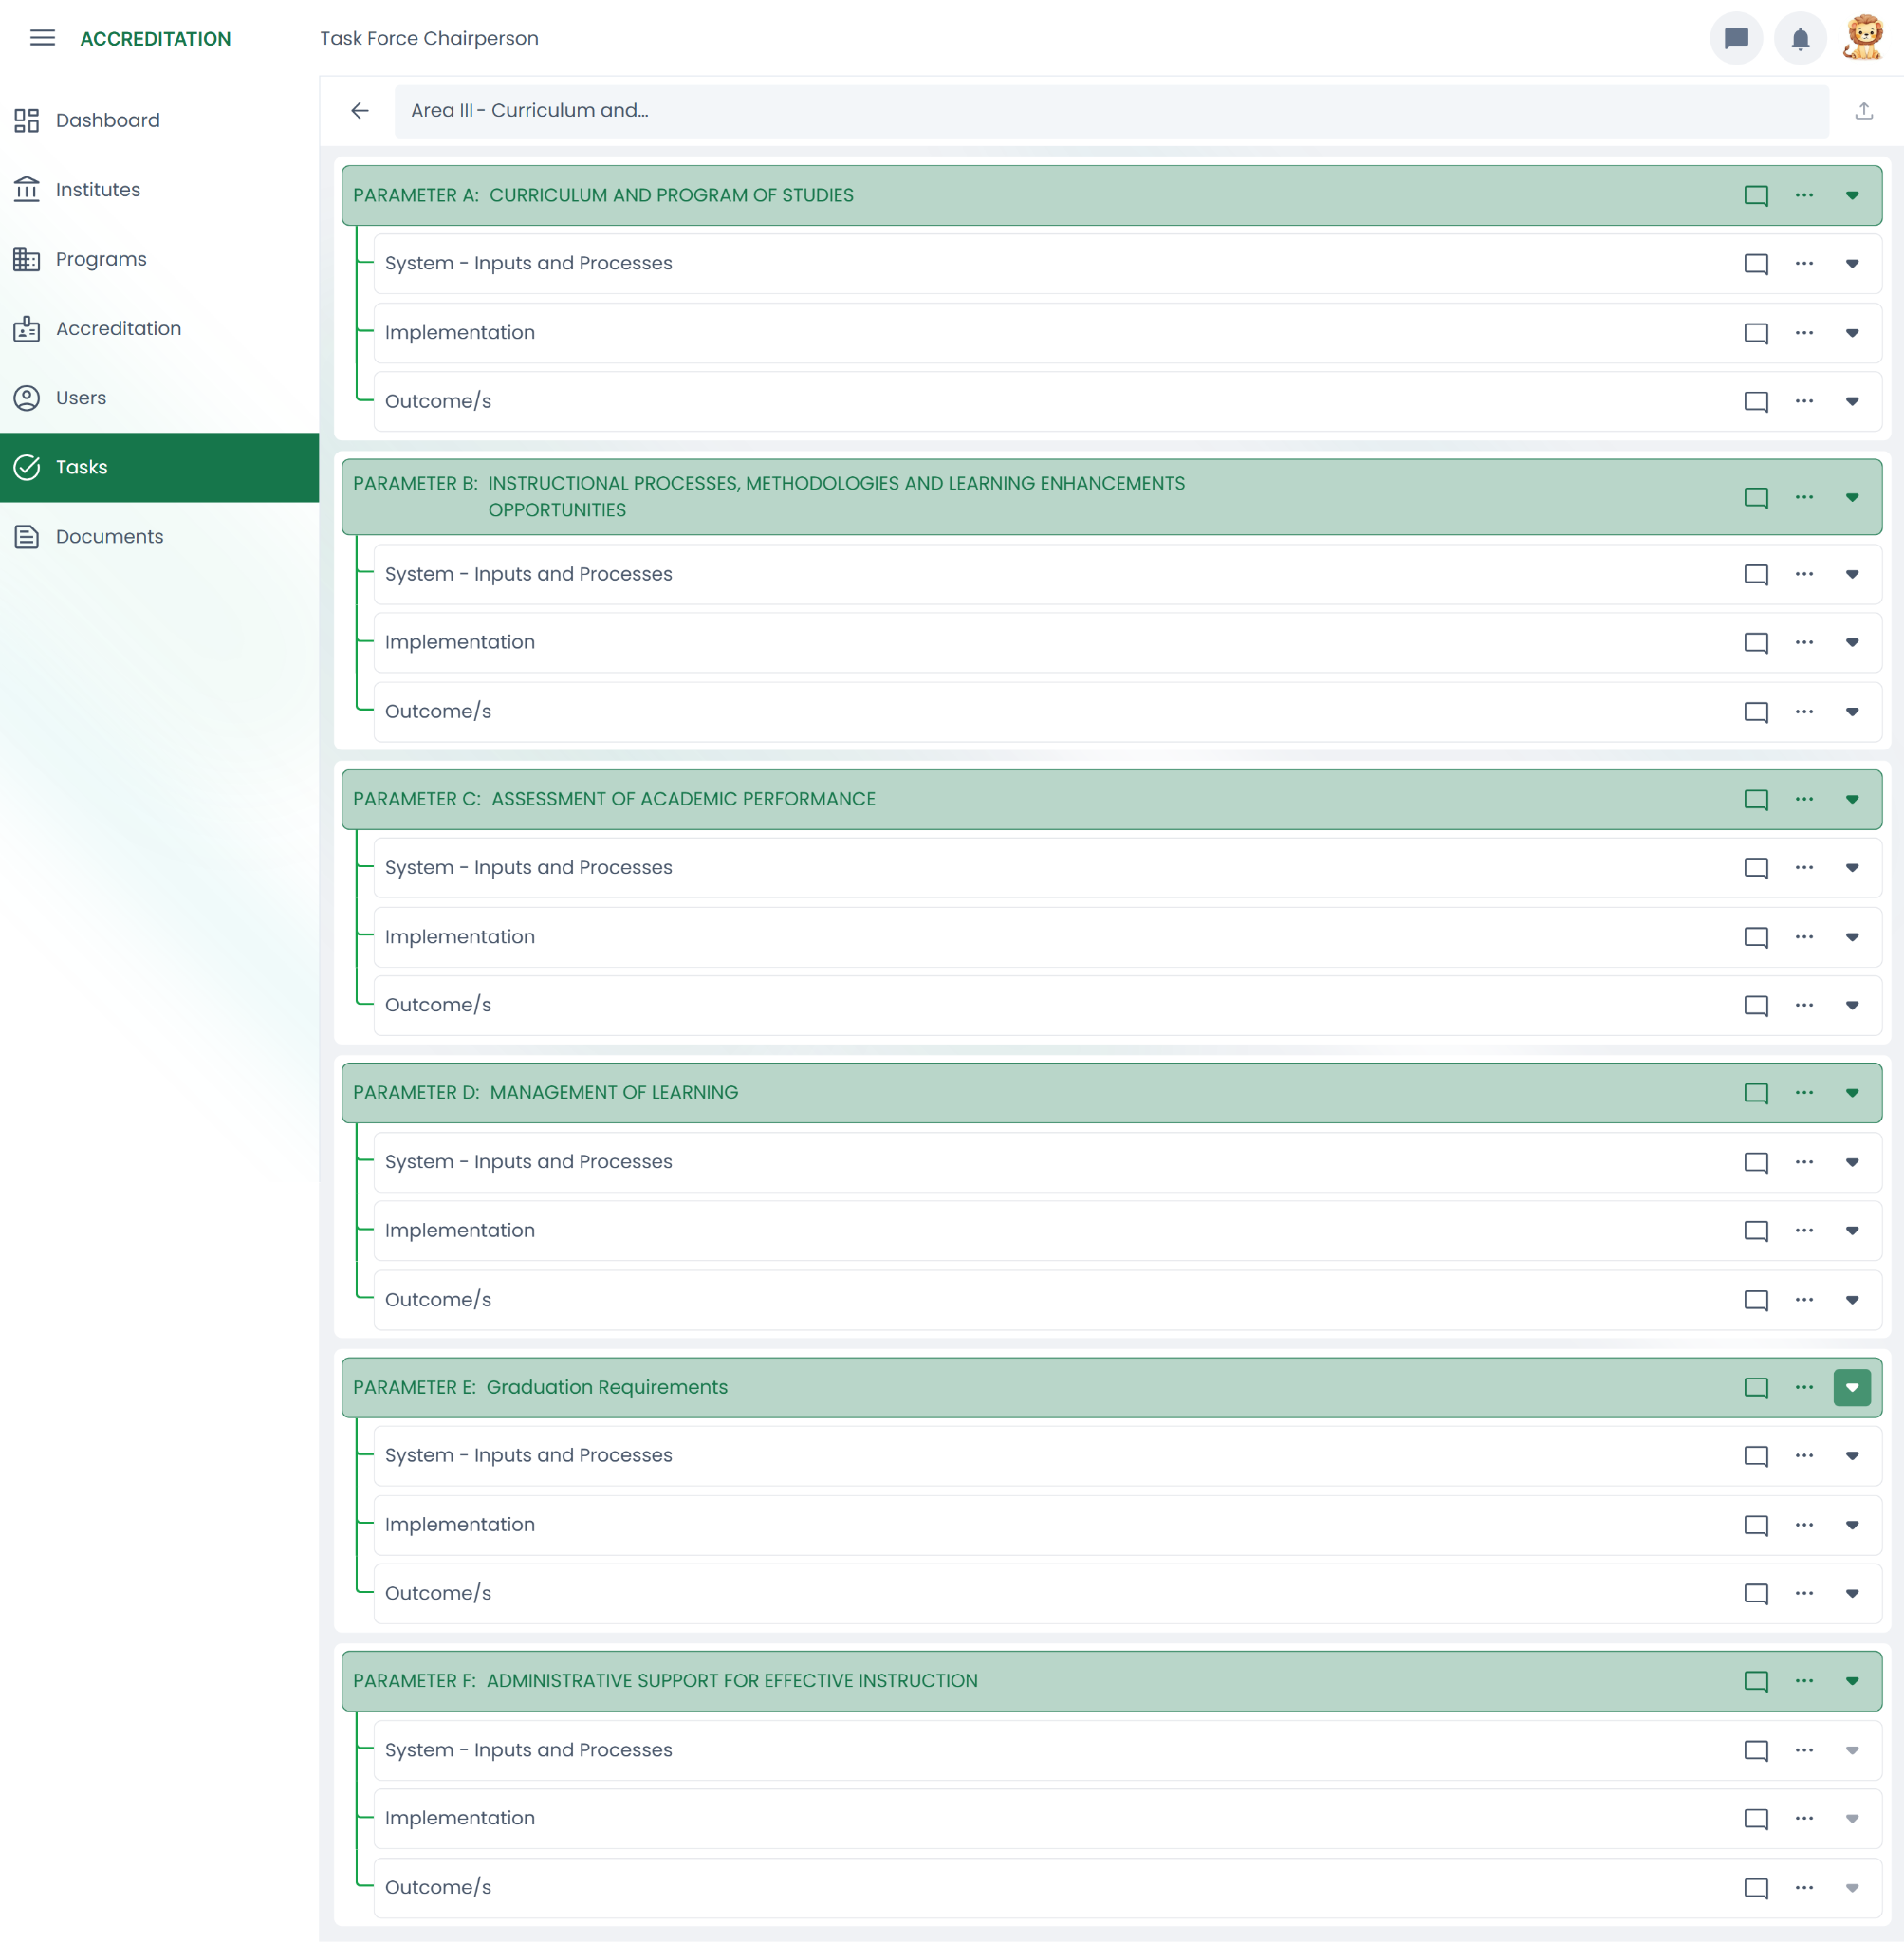 ACCREDITATION
Task Force Chairperson
Dashboard
Institutes
Programs
Accreditation
Users
Tasks
Documents
Area III - Curriculum and...
PARAMETER A: CURRICULUM AND PROGRAM OF STUDIES
System - Inputs and Processes
Implementation
Outcome/s
PARAMETER B: INSTRUCTIONAL PROCESSES, METHODOLOGIES AND LEARNING ENHANCEMENTS
OPPORTUNITIES
System - Inputs and Processes
Implementation
Outcome/s
PARAMETER C: ASSESSMENT OF ACADEMIC PERFORMANCE
System - Inputs and Processes
Implementation
Outcome/s
PARAMETER D: MANAGEMENT OF LEARNING
System - Inputs and Processes
Implementation
Outcome/s
PARAMETER E: Graduation Requirements
System - Inputs and Processes
Implementation
Outcome/s
PARAMETER F: ADMINISTRATIVE SUPPORT FOR EFFECTIVE INSTRUCTION
System - Inputs and Processes
Implementation
Outcome/s